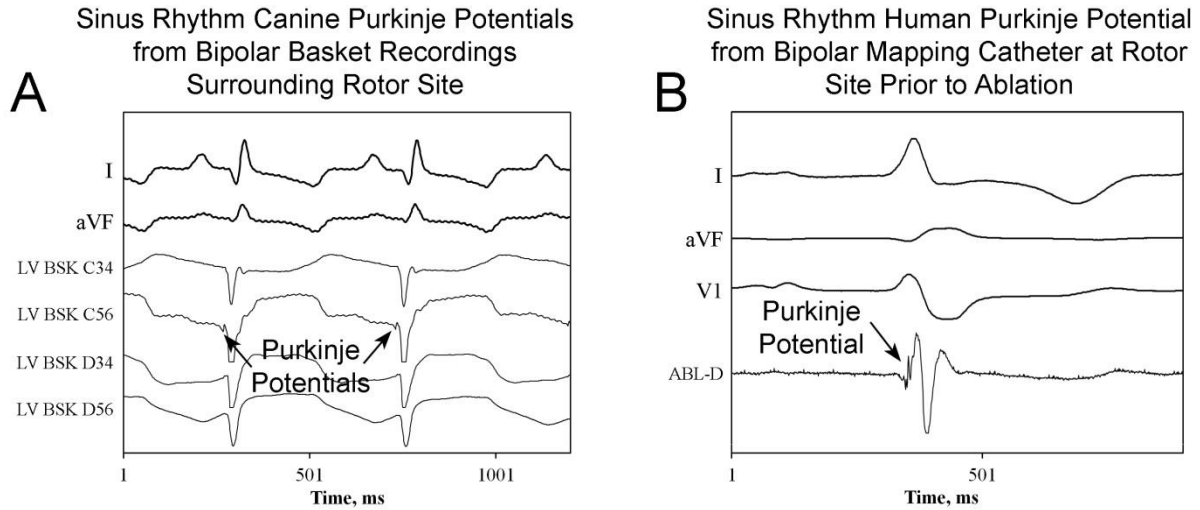 Sinus Rhythm Canine Purkinje Potentials
from Bipolar Basket Recordings
Surrounding Rotor Site
A
I
aVF
LV BSK C34
LV BSK C56
LV BSK D34
LV BSK D56
Purkinje
Potentials
1
501
1001
Time, ms
Sinus Rhythm Human Purkinje Potential
from Bipolar Mapping Catheter at Rotor
Site Prior to Ablation
B
I
aVF
V1
Purkinje
Potential
ABL-D
1
501
Time, ms